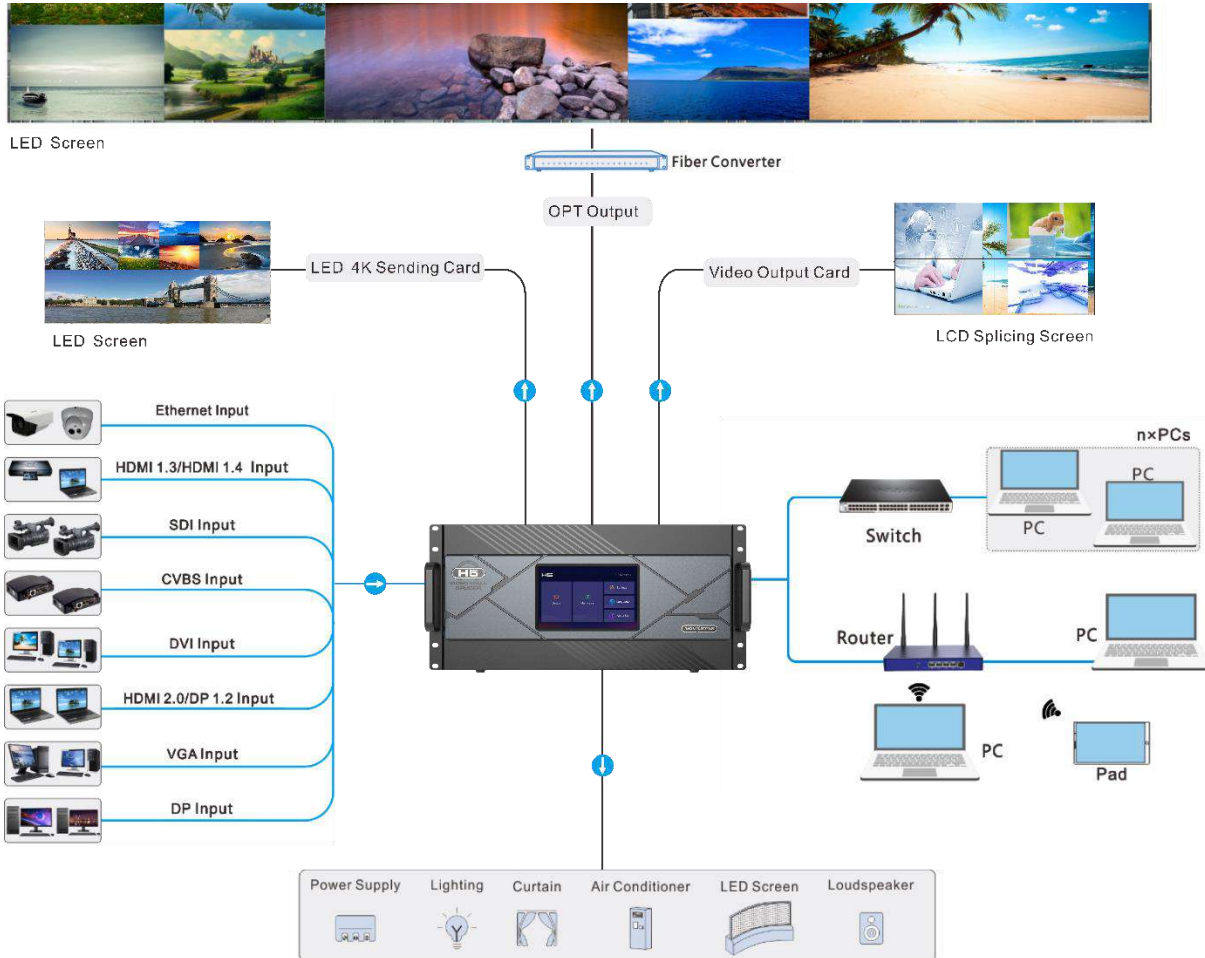 LED Screen
Fiber Converter
OPT Output
LED 4K Sending Card
Video Output Card
LED Screen
LCD Splicing Screen
Ethernet Input
HDMI 1.3/HDMI 1.4 Input
SDI Input
CVBS Input
DVI Input
HDMI 2.0/DP 1.2 Input
VGA Input
DP Input
H5
H5
NOVASTAR
n×PCs
PC
PC
Switch
Router
PC
PC
Pad
Power Supply
Lighting
Curtain
Air Conditioner
LED Screen
Loudspeaker